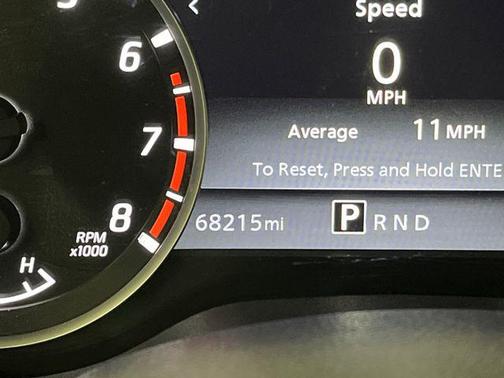 Speed
0
MPH
Average 11 MPH
To Reset, Press and Hold ENTE
68215mi P R N D
6
7
8
RPM
x1000
H